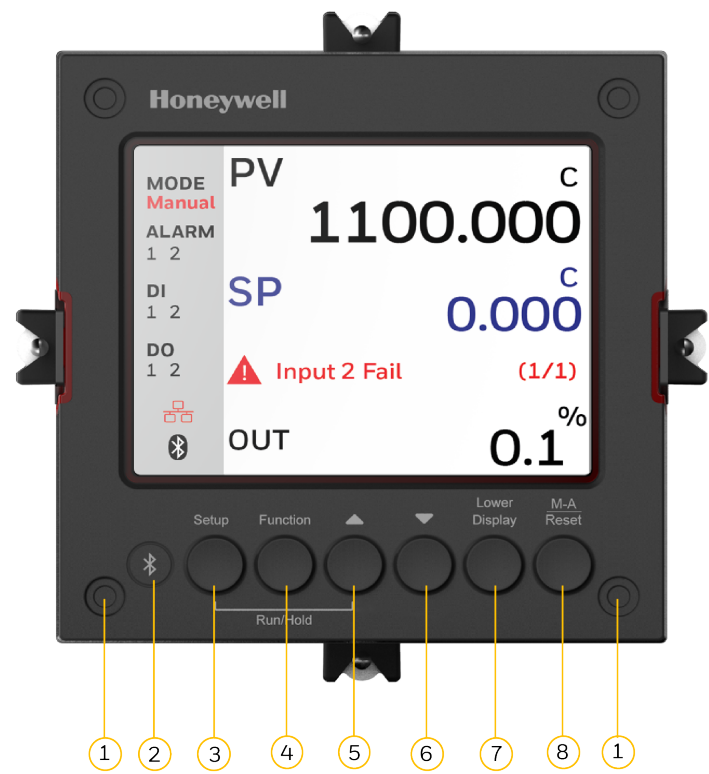 Honeywell
MODE
Manual
ALARM
1 2
DI
1 2
DO
1 2
PV
C
1100.000
SP
C
0.000
Input 2 Fail (1/1)
OUT
%
0.1
Setup
Function
Lower
Display
M-A
Reset
Run/Hold
1 2 3 4 5 6 7 8 1